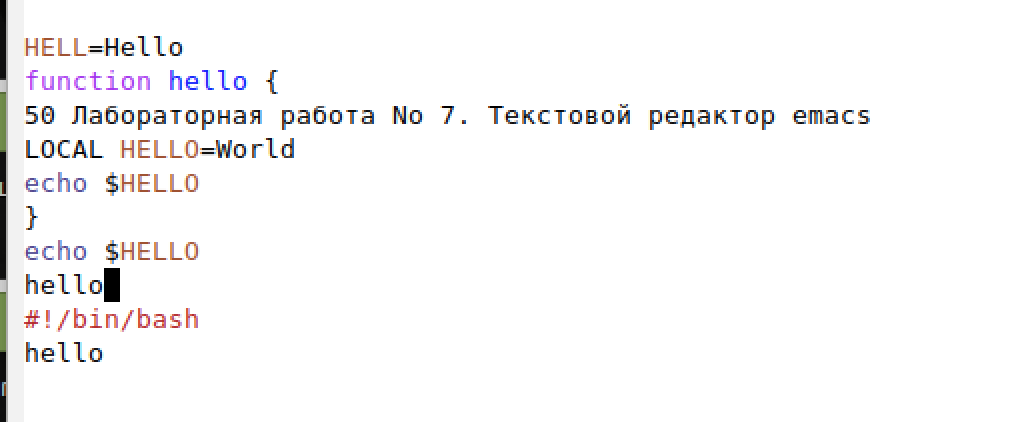 HELL=Hello
function hello {
50 Лабораторная работа No 7. Текстовой редактор emacs
LOCAL HELLO=World
echo $HELLO
}
echo $HELLO
hello
#!/bin/bash
hello